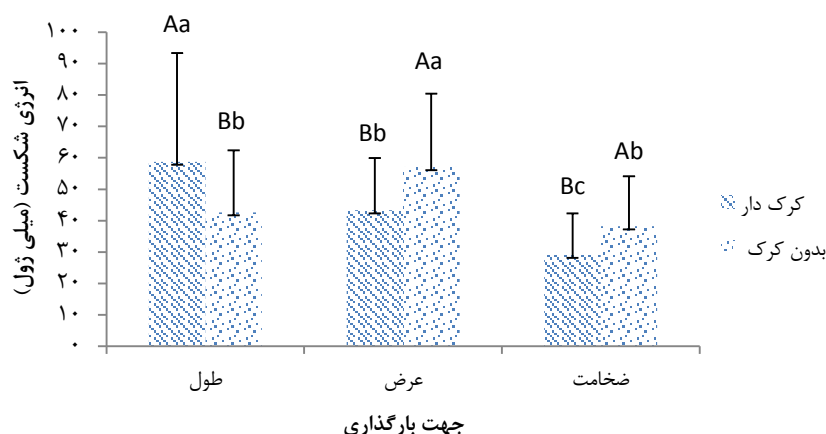 انرژی شکست (میلی ژول)
۱۰۰
۹۰
۸۰
۷۰
۶۰
۵۰
۴۰
۳۰
۲۰
۱۰
۰
Aa
Bb
Bb
Aa
Bc
Ab
طول
عرض
ضخامت
جهت بارگذاری
کرک دار
بدون کرک